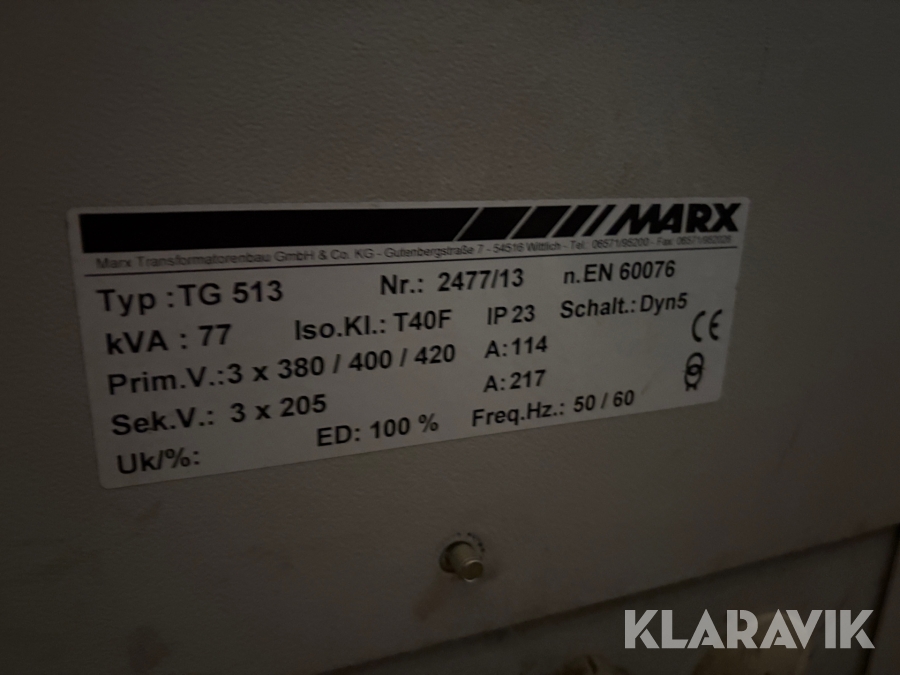 MARX
Marx Transformatorenbau GmbH & Co. KG - Gutenbergstraße 7 - 54516 Wittlich - Tel: 06571/95200 - Fax 06571/952026
Typ : TG 513 Nr.: 2477/13 n.EN 60076
kVA : 77 Iso.Kl.: T40F IP 23 Schalt.: Dyn5
Prim.V.:3 x 380 / 400 / 420 A: 114 CE
Sek.V.: 3 x 205 A: 217
Uk/%: ED: 100 % Freq.Hz.: 50 / 60
KLARAVIK